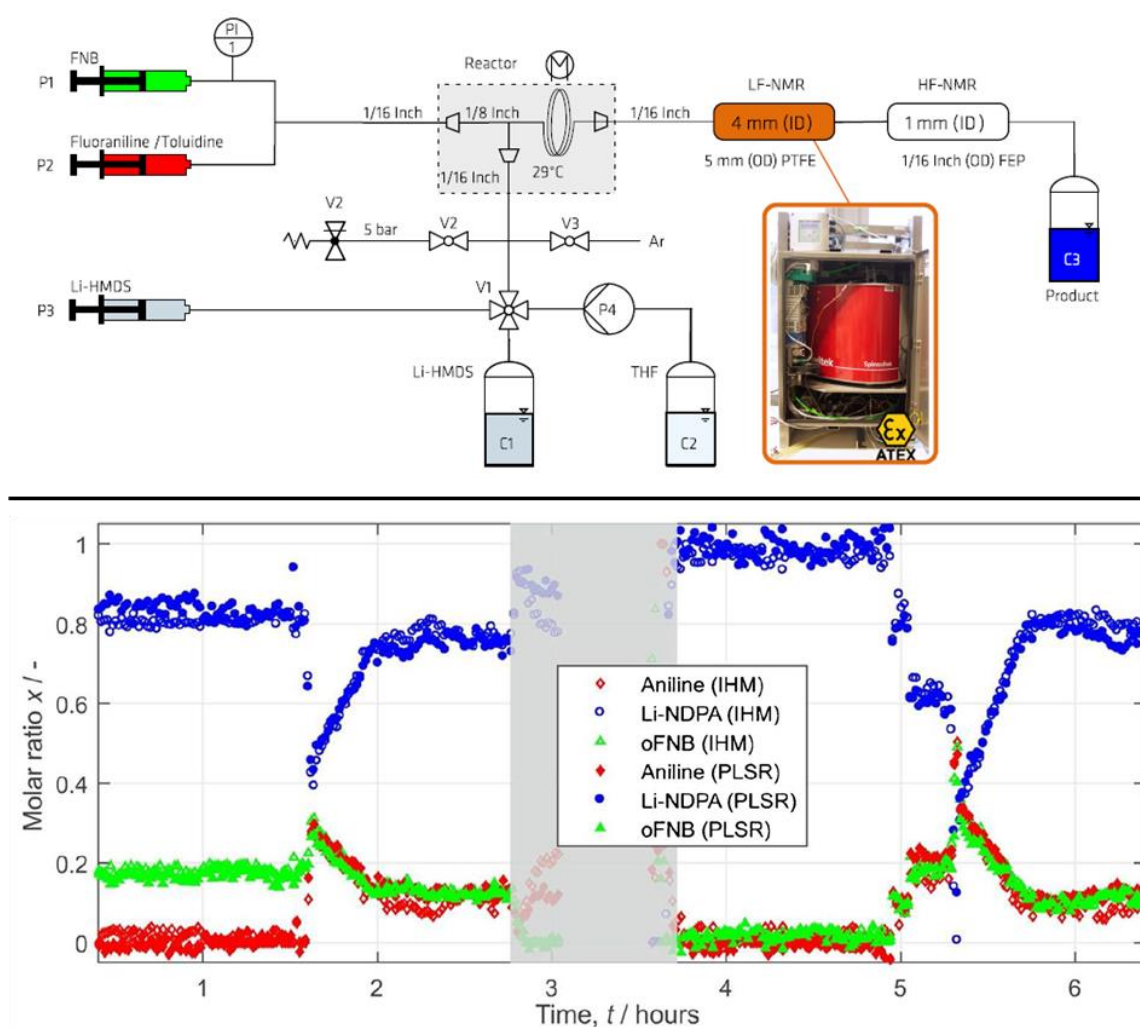 PI
1
FNB
P1
Reactor
M
LF-NMR
HF-NMR
1/16 Inch
1/8 Inch
1/16 Inch
4 mm (ID)
1 mm (ID)
Fluoraniline /Toluidine
P2
1/16 Inch
29°C
5 mm (OD) PTFE
1/16 Inch (OD) FEP
V2
5 bar
V2
V3
Ar
C3
Product
Li-HMDS
P3
V1
P4
Li-HMDS
THF
C1
C2
Spinsolve
Ex
ATEX
Molar ratio x / -
1
0.8
0.6
0.4
0.2
0
Aniline (IHM)
Li-NDPA (IHM)
oFNB (IHM)
Aniline (PLSR)
Li-NDPA (PLSR)
oFNB (PLSR)
1 2 3 4 5 6
Time, t / hours